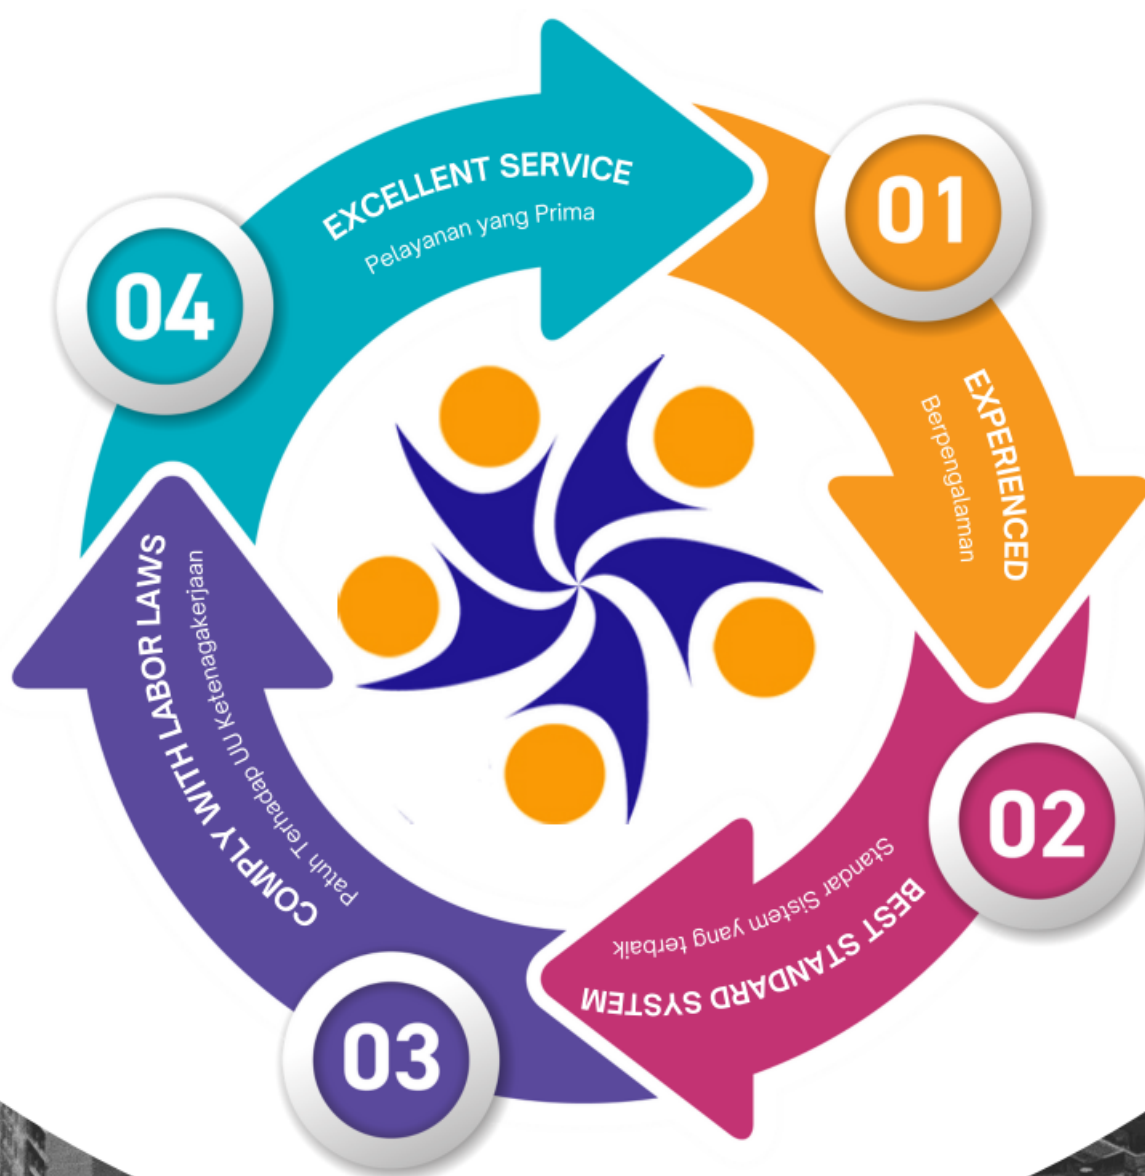 01
EXPERIENCED
Berpengalaman
02
BEST STANDARD SYSTEM
Standar Sistem yang terbaik
03
COMPLY WITH LABOR LAWS
Patuh Terhadap UU Ketenagakerjaan
04
EXCELLENT SERVICE
Pelayanan yang Prima